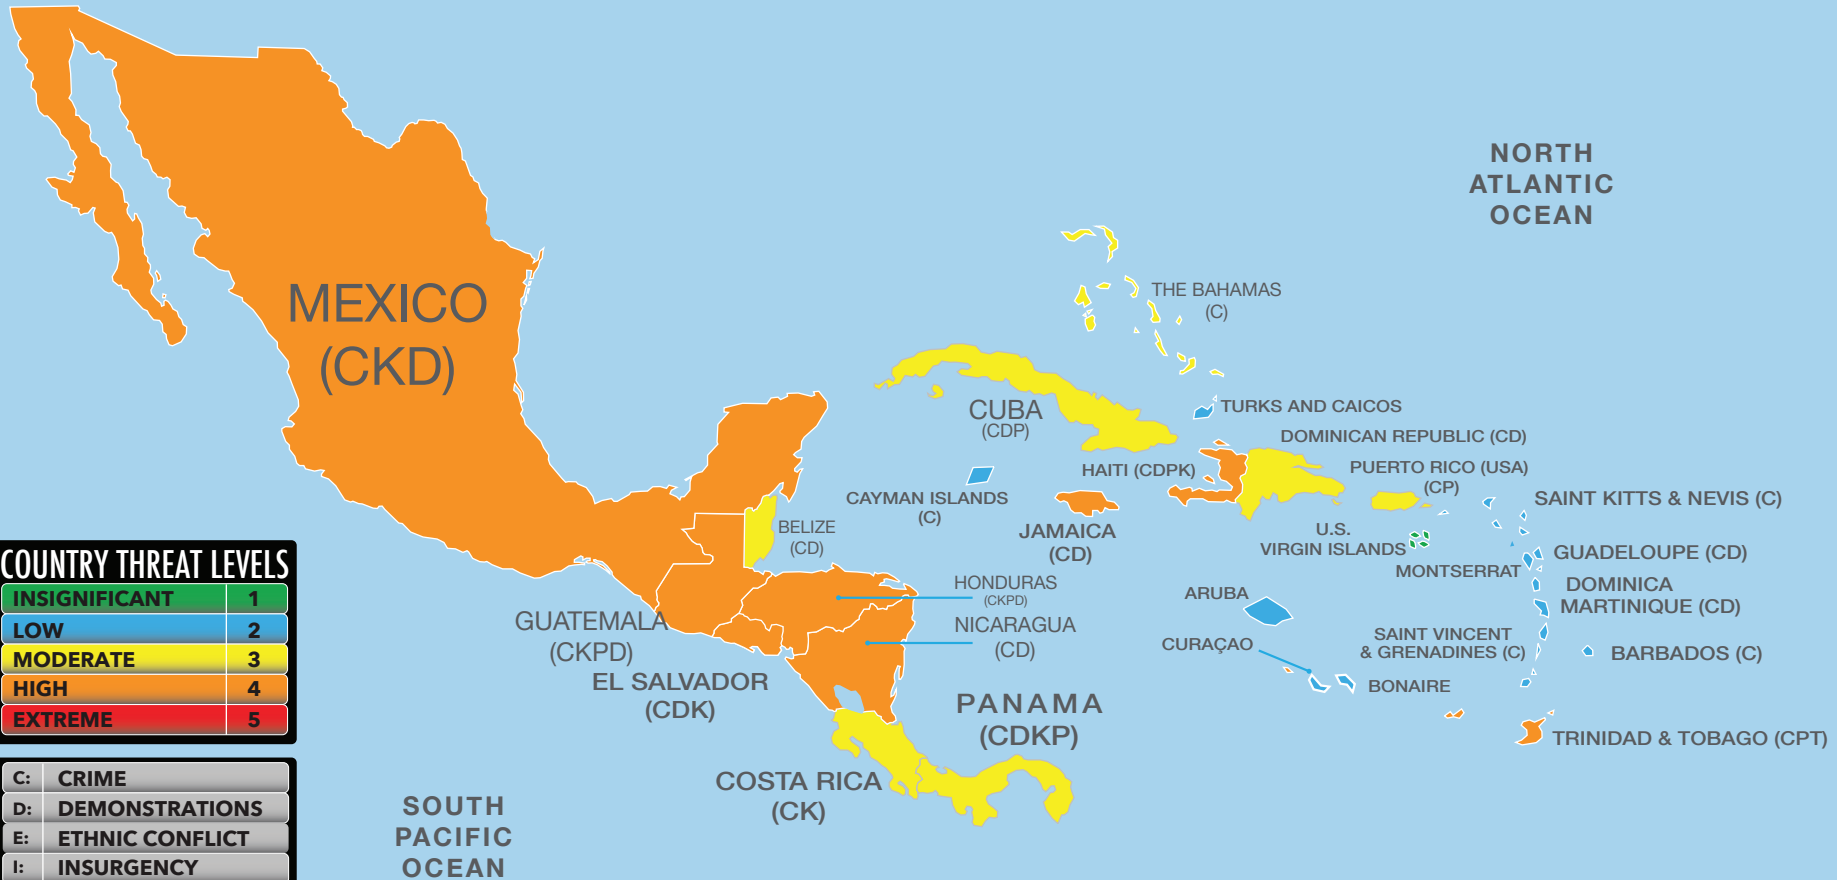 NORTH
ATLANTIC
OCEAN
MEXICO
(CKD)
THE BAHAMAS
(C)
CUBA
(CDP)
TURKS AND CAICOS
DOMINICAN REPUBLIC (CD)
HAITI (CDPK)
PUERTO RICO (USA)
(CP)
CAYMAN ISLANDS
(C)
SAINT KITTS & NEVIS (C)
JAMAICA
(CD)
BELIZE
(CD)
U.S.
VIRGIN ISLANDS
GUADELOUPE (CD)
MONTSERRAT
DOMINICA
MARTINIQUE (CD)
HONDURAS
(CKPD)
ARUBA
GUATEMALA
(CKPD)
NICARAGUA
(CD)
SAINT VINCENT
& GRENADINES (C)
CURAÇAO
BARBADOS (C)
EL SALVADOR
(CDK)
BONAIRE
PANAMA
(CDKP)
TRINIDAD & TOBAGO (CPT)
COSTA RICA
(CK)
SOUTH
PACIFIC
OCEAN
COUNTRY THREAT LEVELS
INSIGNIFICANT 1
LOW 2
MODERATE 3
HIGH 4
EXTREME 5
C: CRIME
D: DEMONSTRATIONS
E: ETHNIC CONFLICT
I: INSURGENCY